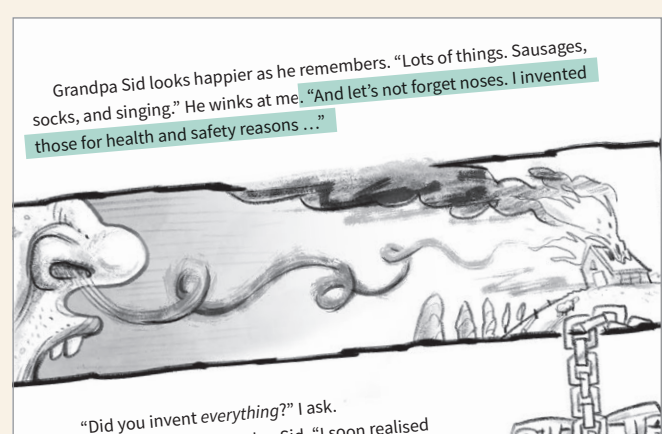 Grandpa Sid looks happier as he remembers. “Lots of things. Sausages,
socks, and singing.” He winks at me. “And let’s not forget noses. I invented
those for health and safety reasons …”
“Did you invent everything?” I ask.
Sid. “I soon realised